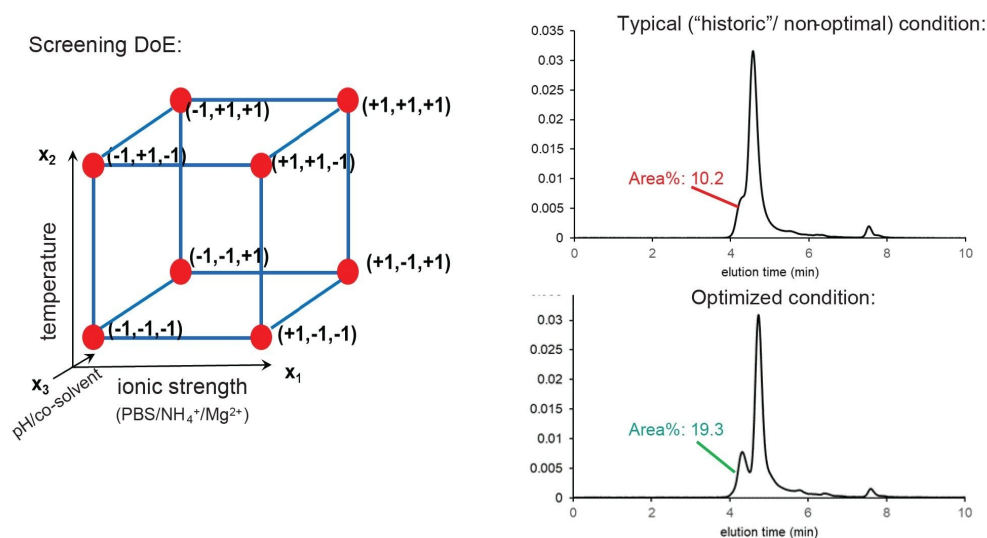 Screening DoE:
(-1,+1,+1)
(+1,+1,+1)
x2
(-1,+1,-1)
(+1,+1,-1)
temperature
(-1,-1,+1)
(+1,-1,+1)
(-1,-1,-1)
(+1,-1,-1)
x3
x1
pH/co-solvent
ionic strength
(PBS/NH4+/Mg2+)
Typical (“historic”/ non-optimal) condition:
0.035
0.03
0.025
0.02
0.015
0.01
0.005
0
Area%: 10.2
0 2 4 6 8 10
elution time (min)
Optimized condition:
0.03
0.025
0.02
0.015
0.01
0.005
0
Area%: 19.3
0 2 4 6 8 10
elution time (min)